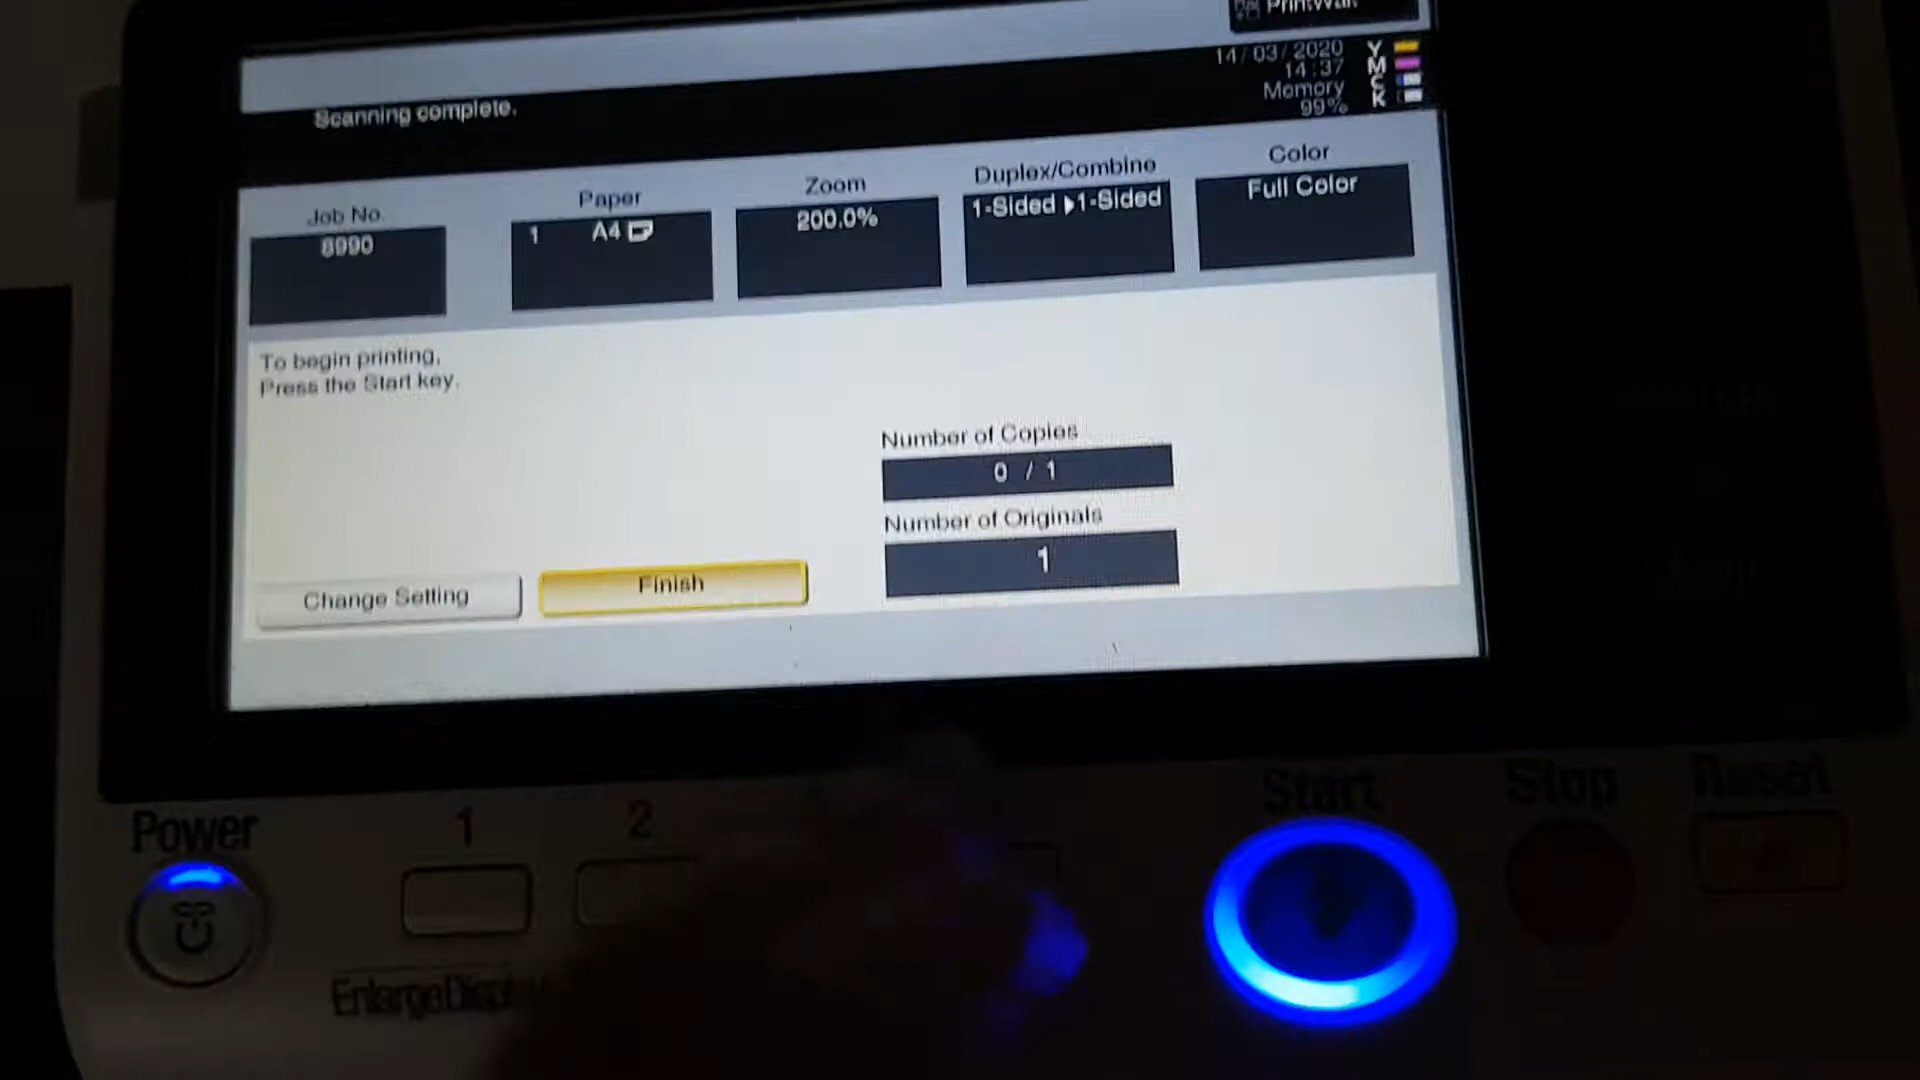 14/03/2020
14:37
Memory
99%
Y
M
C
K
Scanning complete.
Job No.
8990
Paper
1 A4
Zoom
200.0%
Duplex/Combine
1-Sided ▶1-Sided
Color
Full Color
To begin printing,
Press the Start key.
Number of Copies
0 / 1
Number of Originals
1
Change Setting
Finish
Power
1
2
Start
Stop
Reset